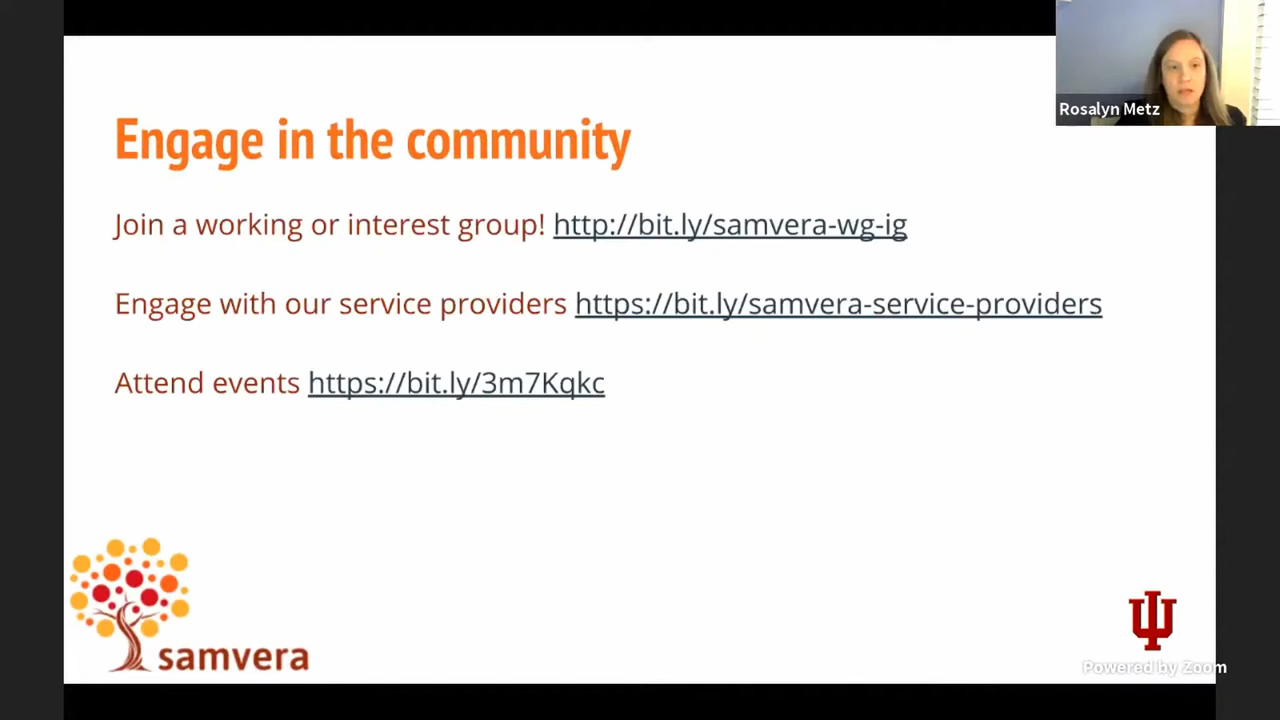 Rosalyn Metz
Engage in the community
Join a working or interest group! http://bit.ly/samvera-wg-ig
Engage with our service providers https://bit.ly/samvera-service-providers
Attend events https://bit.ly/3m7Kqkc
samvera
Powered by Zoom